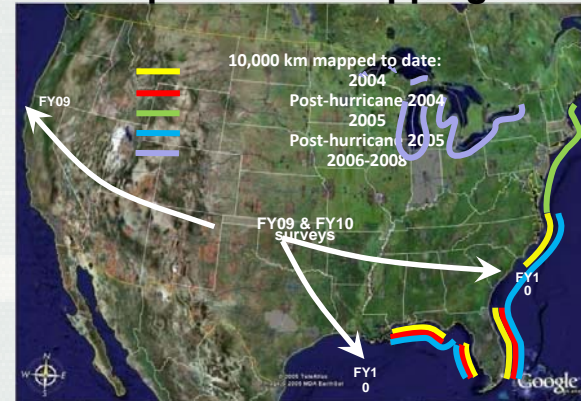 10,000 km mapped to date:
2004
Post-hurricane 2004
2005
Post-hurricane 2005
2006-2008
FY09
FY09 & FY10
surveys
FY1
0
FY1
0
N
W
E
S
Google